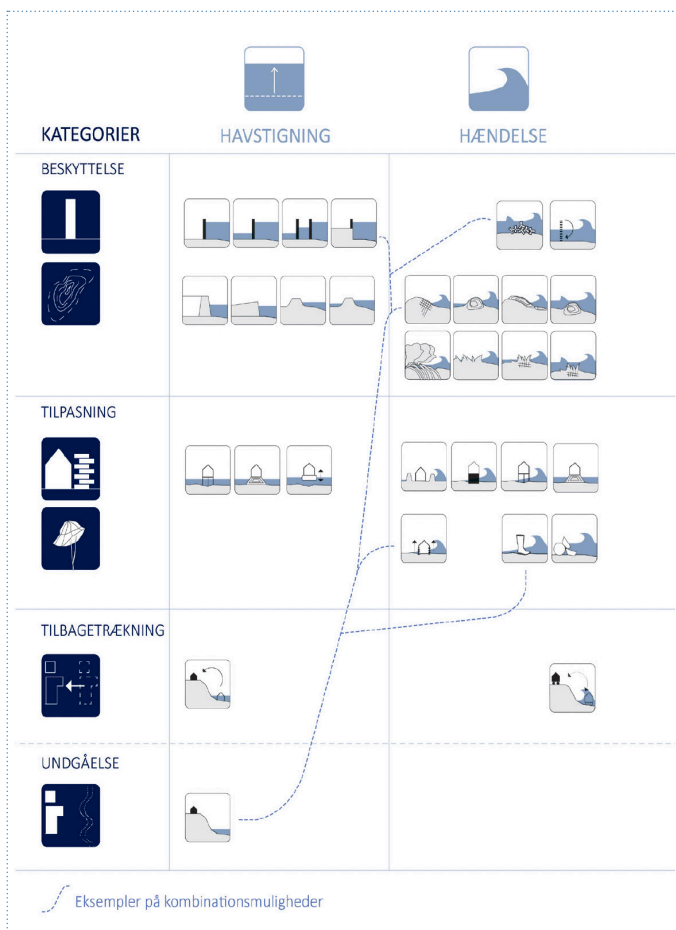 KATEGORIER
HAVSTIGNING
HÆNDELSE
BESKYTTELSE
TILPASNING
TILBAGETRÆKNING
UNDGÅELSE
Eksempler på kombinationsmuligheder